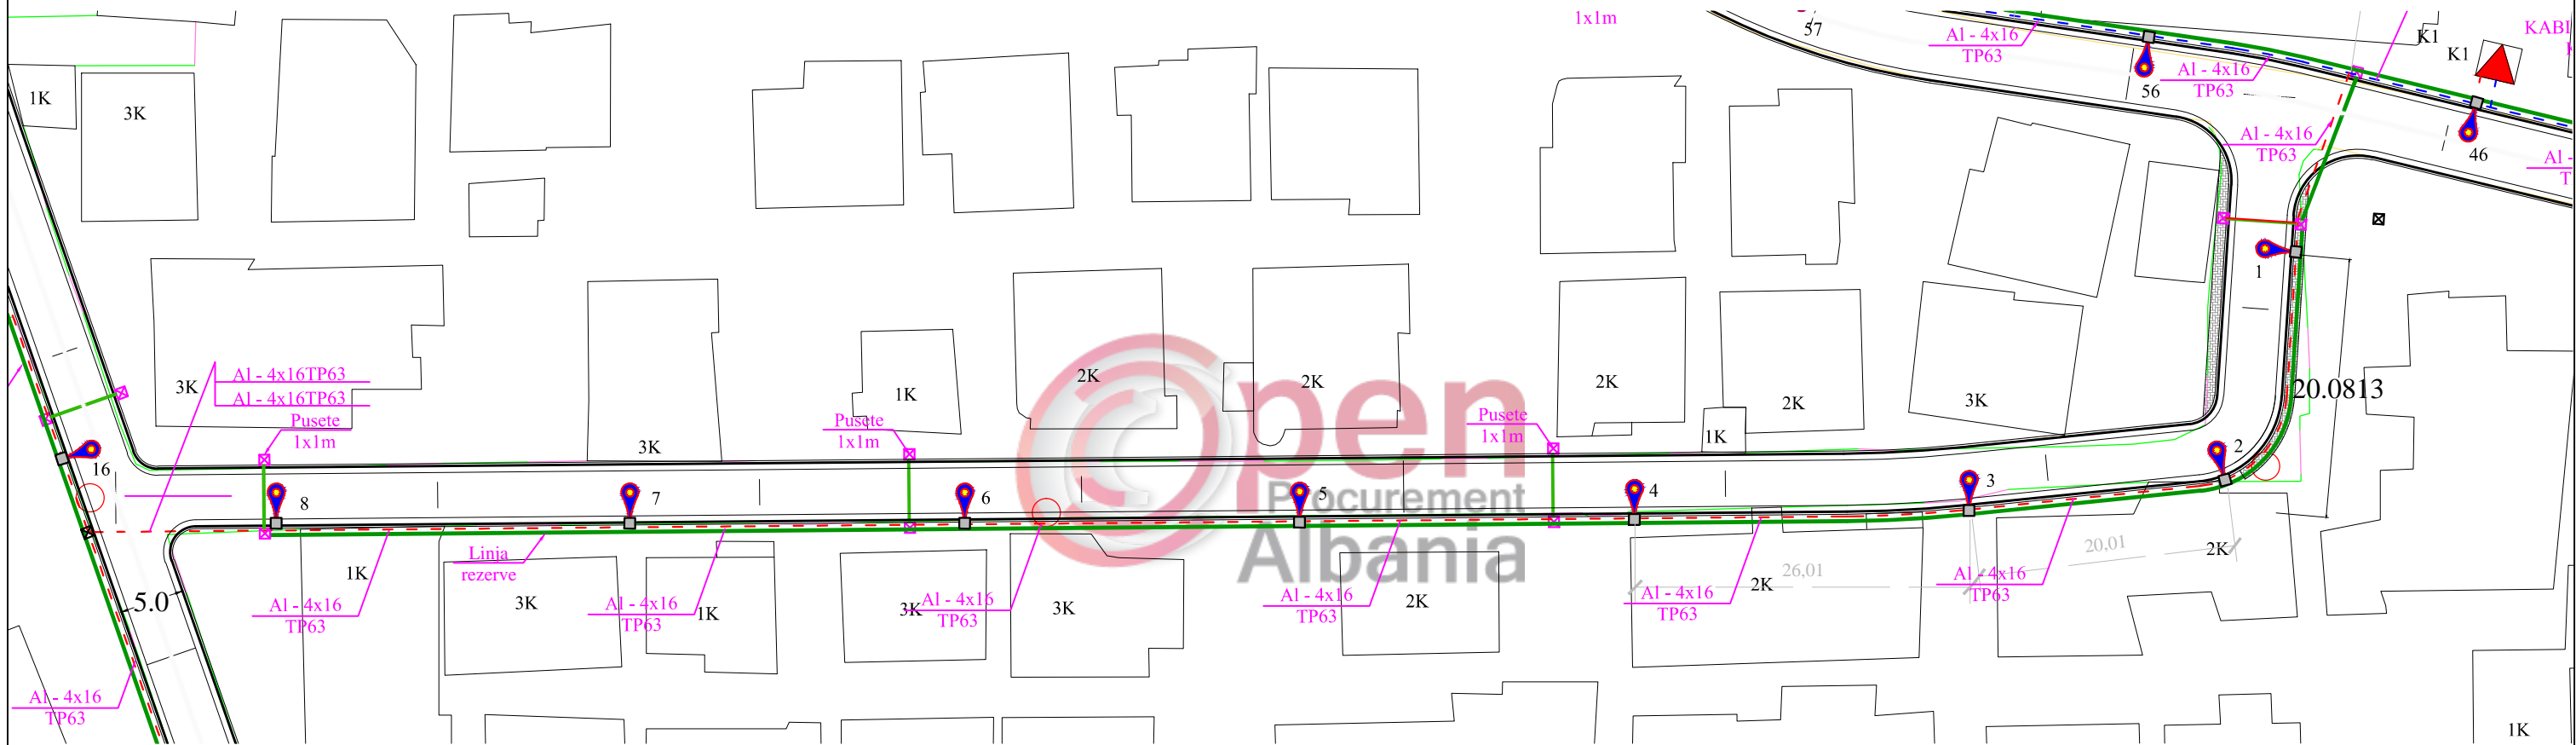 1x1m
57
Al - 4x16
TP63
K1
KABI
K1
Al - 4x16
TP63
56
1K
3K
Al - 4x16
TP63
46
Al -
T
1
3K
Al - 4x16TP63
Al - 4x16TP63
Pusete
1x1m
1K
Pusete
1x1m
2K
2K
Pusete
1x1m
2K
2K
3K
20.0813
1K
3K
16
8
7
6
5
4
3
2
Open
Procurement
Albania
Linja
rezerve
1K
3K
Al - 4x16
TP63
Al - 4x16
TP63
1K
3K
Al - 4x16
TP63
3K
Al - 4x16
TP63
2K
26,01
Al - 4x16
TP63
2K
20,01
2K
Al - 4x16
TP63
5.0
Al - 4x16
TP63
1K